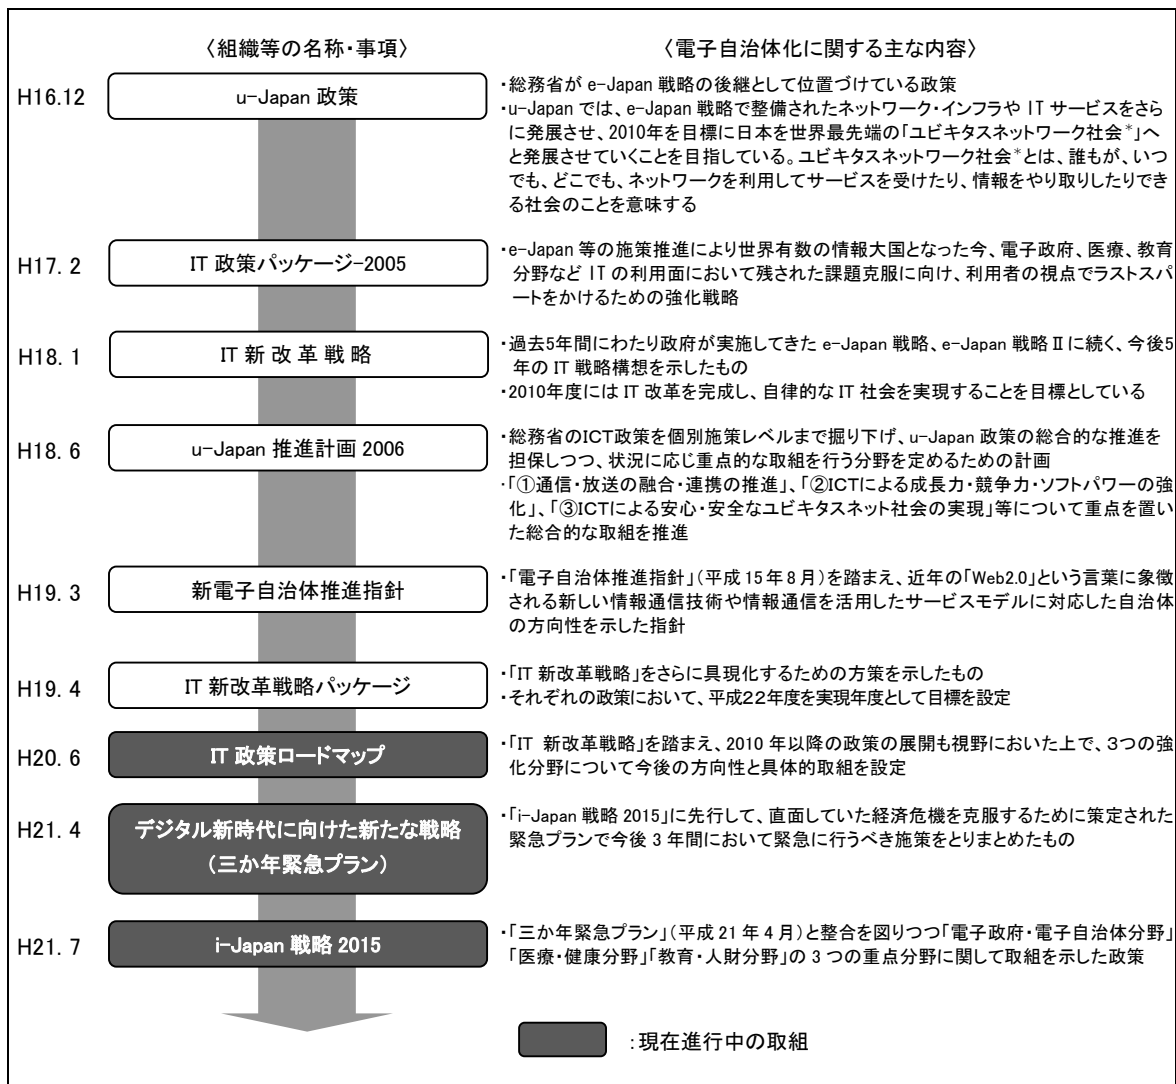 〈組織等の名称・事項〉
〈電子自治体化に関する主な内容〉
H16.12
u-Japan 政策
・総務省が e-Japan 戦略の後継として位置づけている政策
・u-Japan では、e-Japan 戦略で整備されたネットワーク・インフラや IT サービスをさら
に発展させ、2010年を目標に日本を世界最先端の「ユビキタスネットワーク社会*」へ
と発展させていくことを目指している。ユビキタスネットワーク社会*とは、誰もが、いつ
でも、どこでも、ネットワークを利用してサービスを受けたり、情報をやり取りしたりでき
る社会のことを意味する
H17. 2
IT 政策パッケージ-2005
・e-Japan 等の施策推進により世界有数の情報大国となった今、電子政府、医療、教育
分野など IT の利用面において残された課題克服に向け、利用者の視点でラストスパ
ートをかけるための強化戦略
H18. 1
IT 新 改 革 戦 略
・過去5年間にわたり政府が実施してきた e-Japan 戦略、e-Japan 戦略Ⅱに続く、今後5
年の IT 戦略構想を示したもの
・2010年度には IT 改革を完成し、自律的な IT 社会を実現することを目標としている
H18. 6
u-Japan 推進計画 2006
・総務省のICT政策を個別施策レベルまで掘り下げ、u-Japan 政策の総合的な推進を
担保しつつ、状況に応じ重点的な取組を行う分野を定めるための計画
・「①通信・放送の融合・連携の推進」、「②ICTによる成長力・競争力・ソフトパワーの強
化」、「③ICTによる安心・安全なユビキタスネット社会の実現」等について重点を置い
た総合的な取組を推進
H19. 3
新電子自治体推進指針
・「電子自治体推進指針」(平成 15 年 8 月)を踏まえ、近年の「Web2.0」という言葉に象徴
される新しい情報通信技術や情報通信を活用したサービスモデルに対応した自治体
の方向性を示した指針
H19. 4
IT 新改革戦略パッケージ
・「IT 新改革戦略」をさらに具現化するための方策を示したもの
・それぞれの政策において、平成22年度を実現年度として目標を設定
H20. 6
IT 政策ロードマップ
・「IT 新改革戦略」を踏まえ、2010 年以降の政策の展開も視野においた上で、3つの強
化分野について今後の方向性と具体的取組を設定
H21. 4
デジタル新時代に向けた新たな戦略
(三か年緊急プラン)
・「i-Japan 戦略 2015」に先行して、直面していた経済危機を克服するために策定された
緊急プランで今後 3 年間において緊急に行うべき施策をとりまとめたもの
H21. 7
i-Japan 戦略 2015
・「三か年緊急プラン」(平成 21 年 4 月)と整合を図りつつ「電子政府・電子自治体分野」
「医療・健康分野」「教育・人財分野」の 3 つの重点分野に関して取組を示した政策
:現在進行中の取組